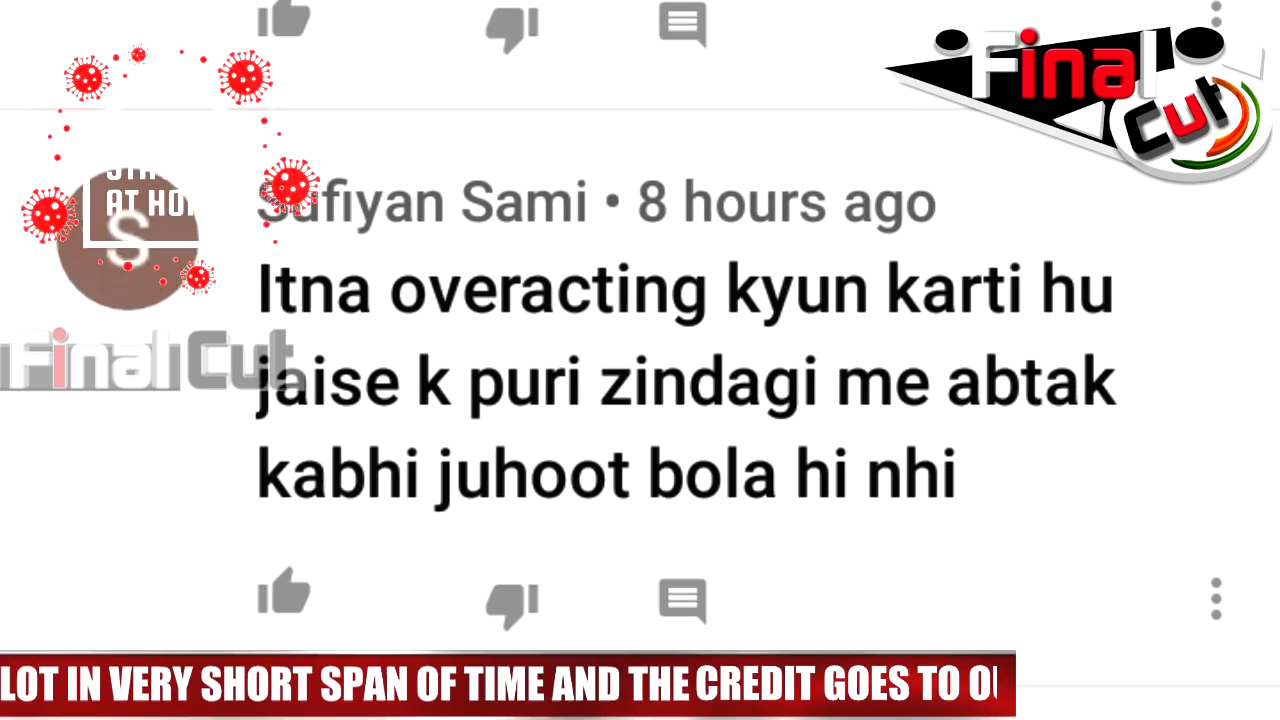 Final
Cut
AT HO
S
Sufiyan Sami • 8 hours ago
Itna overacting kyun karti hu
Final Cut
jaise k puri zindagi me abtak
kabhi juhoot bola hi nhi
LOT IN VERY SHORT SPAN OF TIME AND THE CREDIT GOES TO